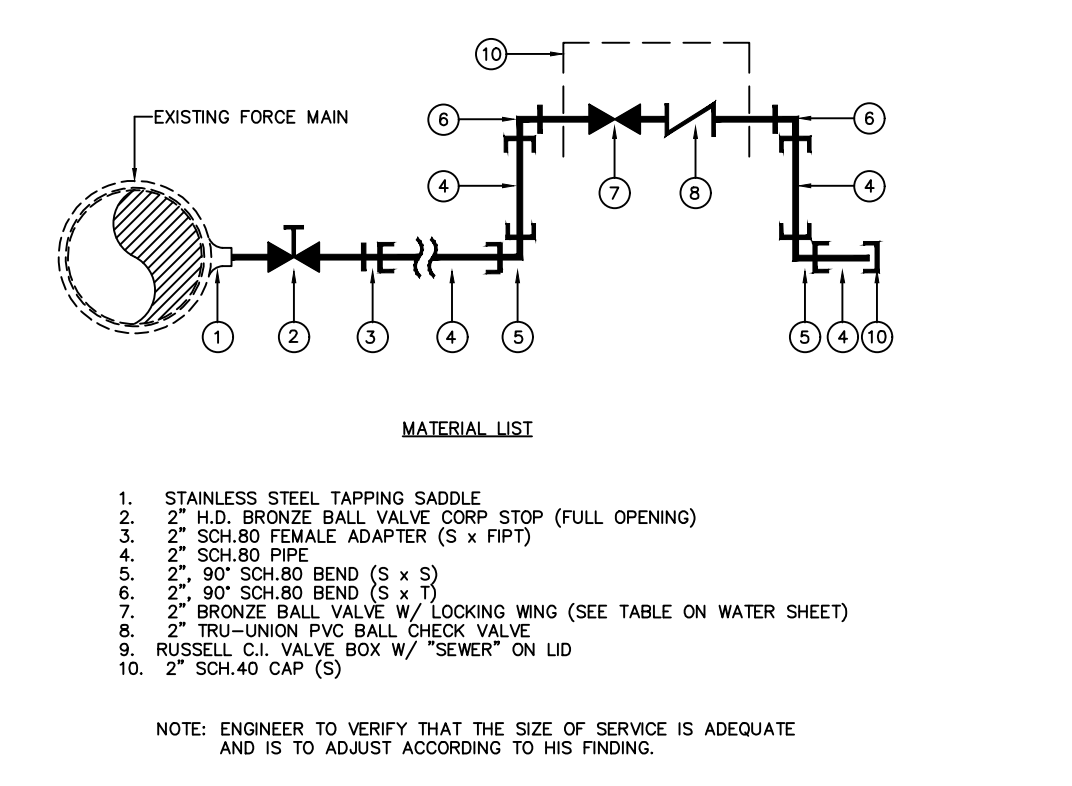 10
EXISTING FORCE MAIN
6
6
4
7
8
4
1
2
3
4
5
5
4
10
MATERIAL LIST
1. STAINLESS STEEL TAPPING SADDLE
2. 2" H.D. BRONZE BALL VALVE CORP STOP (FULL OPENING)
3. 2" SCH.80 FEMALE ADAPTER (S x FIPT)
4. 2" SCH.80 PIPE
5. 2", 90° SCH.80 BEND (S x S)
6. 2", 90° SCH.80 BEND (S x T)
7. 2" BRONZE BALL VALVE W/ LOCKING WING (SEE TABLE ON WATER SHEET)
8. 2" TRU-UNION PVC BALL CHECK VALVE
9. RUSSELL C.I. VALVE BOX W/ "SEWER" ON LID
10. 2" SCH.40 CAP (S)
NOTE: ENGINEER TO VERIFY THAT THE SIZE OF SERVICE IS ADEQUATE
AND IS TO ADJUST ACCORDING TO HIS FINDING.